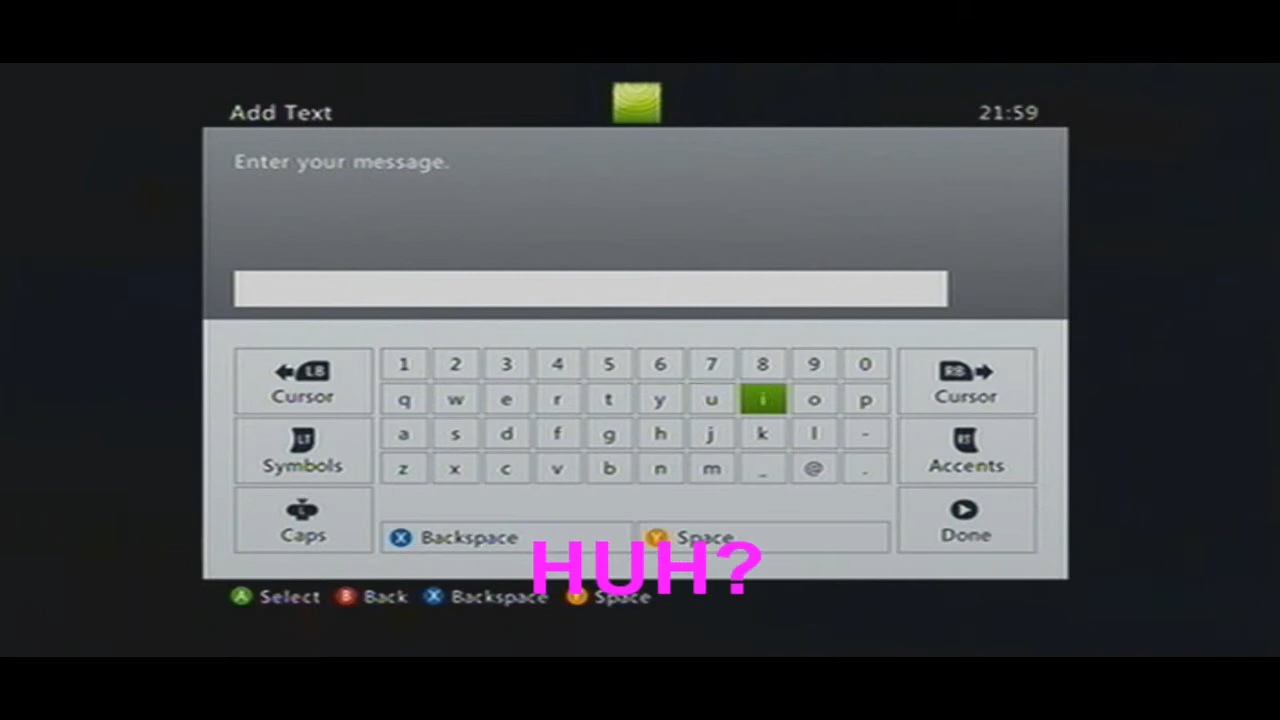 Add Text 21:59
Enter your message.
LB 1 2 3 4 5 6 7 8 9 0 RB
Cursor q w e r t y u i o p Cursor
LT a s d f g h j k l - RT
Symbols z x c v b n m _ @ . Accents
L
Caps X Backspace Y Space Done
HUH?
A Select B Back X Backspace Y Space